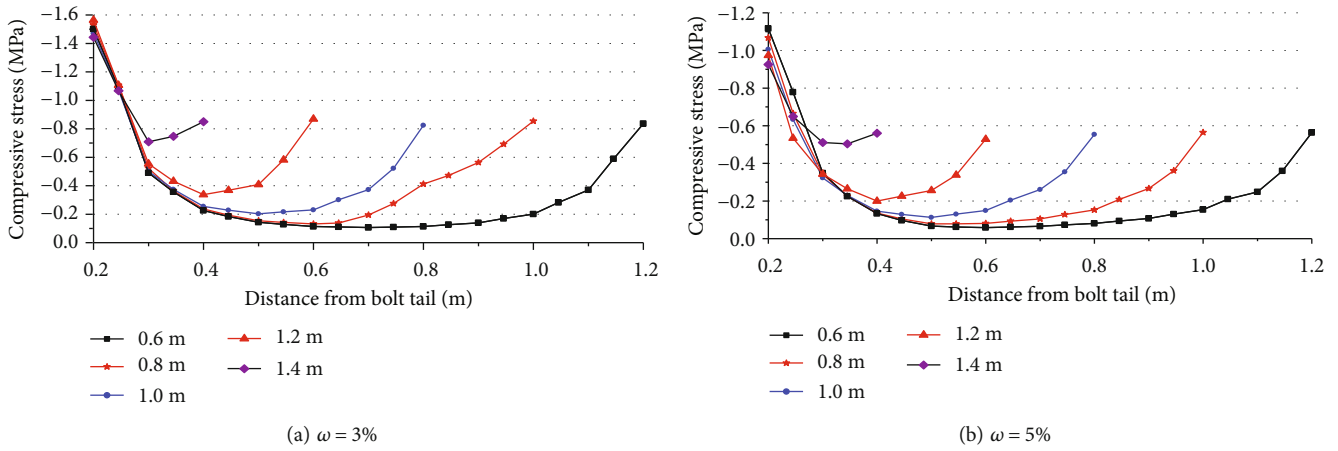 Compressive stress (MPa)
−1.6
−1.4
−1.2
−1.0
−0.8
−0.6
−0.4
−0.2
0.0
0.2 0.4 0.6 0.8 1.0 1.2
Distance from bolt tail (m)
0.6 m 1.2 m
0.8 m 1.4 m
1.0 m
(a) ω = 3%
Compressive stress (MPa)
−1.2
−1.0
−0.8
−0.6
−0.4
−0.2
0.0
0.2 0.4 0.6 0.8 1.0 1.2
Distance from bolt tail (m)
0.6 m 1.2 m
0.8 m 1.4 m
1.0 m
(b) ω = 5%